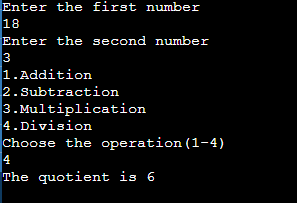 Enter the first number
18
Enter the second number
3
1.Addition
2.Subtraction
3.Multiplication
4.Division
Choose the operation(1-4)
4
The quotient is 6